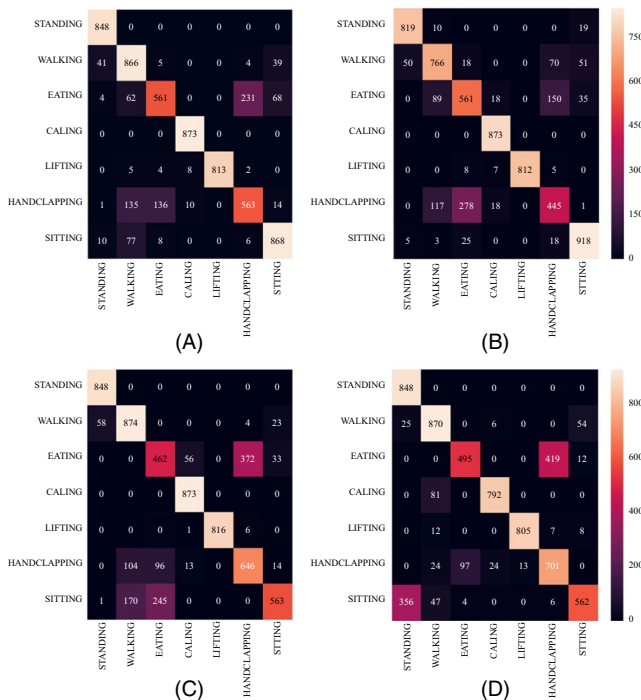 STANDING 848 0 0 0 0 0 0
WALKING 41 866 5 0 0 4 39
EATING 4 62 561 0 0 231 68
CALING 0 0 0 873 0 0 0
LIFTING 0 5 4 8 813 2 0
HANDCLAPPING 1 135 136 10 0 563 14
SITTING 10 77 8 0 0 6 868
STANDING WALKING EATING CALING LIFTING HANDCLAPPING STTING
(A)
STANDING 819 10 0 0 0 0 19
WALKING 50 766 18 0 0 70 51
EATING 0 89 561 18 0 150 35
CALING 0 0 0 873 0 0 0
LIFTING 0 0 8 7 812 5 0
HANDCLAPPING 0 117 278 18 0 445 1
SITTING 5 3 25 0 0 18 918
STANDING WALKING EATING CALING LIFTING HANDCLAPPING STTING
750
600
450
300
150
0
(B)
STANDING 848 0 0 0 0 0 0
WALKING 58 874 0 0 0 4 23
EATING 0 0 462 56 0 372 33
CALING 0 0 0 873 0 0 0
LIFTING 0 0 0 1 816 6 0
HANDCLAPPING 0 104 96 13 0 646 14
SITTING 1 170 245 0 0 0 563
STANDING WALKING EATING CALING LIFTING HANDCLAPPING STTING
(C)
STANDING 848 0 0 0 0 0 0
WALKING 25 870 0 6 0 0 54
EATING 0 0 495 0 0 419 12
CALING 0 81 0 792 0 0 0
LIFTING 0 12 0 0 805 7 8
HANDCLAPPING 0 24 97 24 13 701 0
SITTING 356 47 4 0 0 6 562
STANDING WALKING EATING CALING LIFTING HANDCLAPPING STTING
800
600
400
200
0
(D)